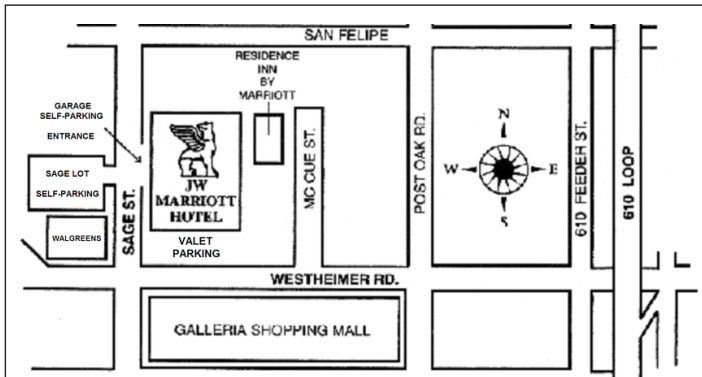 SAN FELIPE
RESIDENCE
INN
BY
MARRIOTT
GARAGE
SELF-PARKING
ENTRANCE
SAGE LOT
SELF-PARKING
WALGREENS
SAGE ST.
JW
MARRIOTT
HOTEL
VALET
PARKING
MC CUE ST.
POST OAK RD.
N
W
E
S
610 FEEDER ST.
610 LOOP
WESTHEIMER RD.
GALLERIA SHOPPING MALL